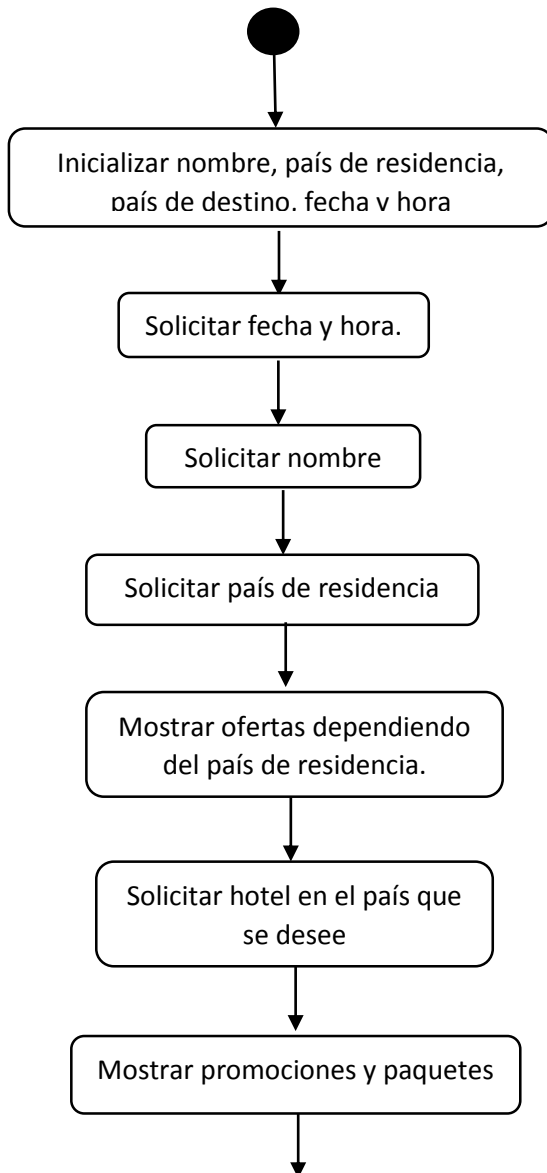 Inicializar nombre, país de residencia,
país de destino, fecha y hora
Solicitar fecha y hora.
Solicitar nombre
Solicitar país de residencia
Mostrar ofertas dependiendo
del país de residencia.
Solicitar hotel en el país que
se desee
Mostrar promociones y paquetes